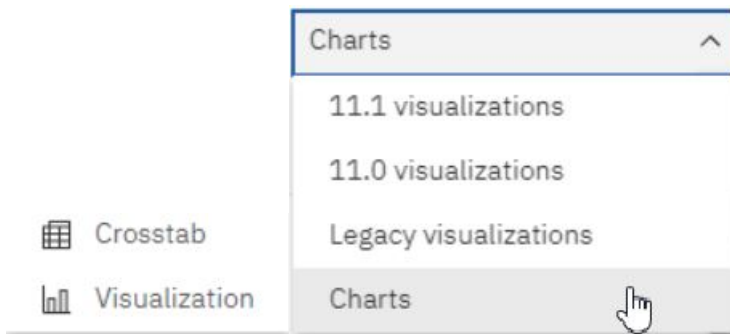 Charts
11.1 visualizations
11.0 visualizations
Crosstab
Legacy visualizations
Visualization
Charts